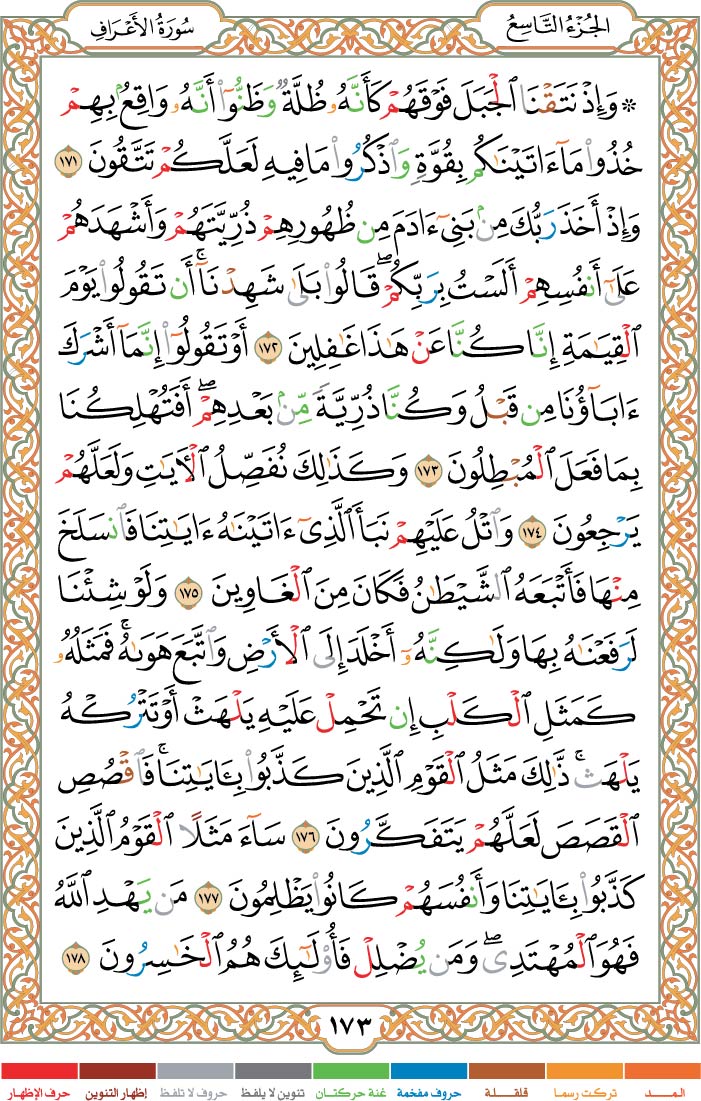 الجُزْءُ التَّاسِعُ
سُورَةُ الأَعْرَافِ
۞ وَإِذْ نَتَقْنَا ٱلْجَبَلَ فَوْقَهُمْ كَأَنَّهُۥ ظُلَّةٌ وَظَنُّوٓا۟ أَنَّهُۥ وَاقِعٌۢ بِهِمْ
خُذُوا۟ مَآ ءَاتَيْنَـٰكُم بِقُوَّةٍ وَٱذْكُرُوا۟ مَا فِيهِ لَعَلَّكُمْ تَتَّقُونَ ١٧١
وَإِذْ أَخَذَ رَبُّكَ مِنۢ بَنِىٓ ءَادَمَ مِن ظُهُورِهِمْ ذُرِّيَّتَهُمْ وَأَشْهَدَهُمْ
عَلَىٰٓ أَنفُسِهِمْ أَلَسْتُ بِرَبِّكُمْ ۖ قَالُوا۟ بَلَىٰ شَهِدْنَآ ۛ أَن تَقُولُوا۟ يَوْمَ
ٱلْقِيَـٰمَةِ إِنَّا كُنَّا عَنْ هَـٰذَا غَـٰفِلِينَ ١٧٢ أَوْ تَقُولُوٓا۟ إِنَّمَآ أَشْرَكَ
ءَابَآؤُنَا مِن قَبْلُ وَكُنَّا ذُرِّيَّةً مِّنۢ بَعْدِهِمْ ۖ أَفَتُهْلِكُنَا
بِمَا فَعَلَ ٱلْمُبْطِلُونَ ١٧٣ وَكَذَٰلِكَ نُفَصِّلُ ٱلْـَٔايَـٰتِ وَلَعَلَّهُمْ
يَرْجِعُونَ ١٧٤ وَٱتْلُ عَلَيْهِمْ نَبَأَ ٱلَّذِىٓ ءَاتَيْنَـٰهُ ءَايَـٰتِنَا فَٱنسَلَخَ
مِنْهَا فَأَتْبَعَهُ ٱلشَّيْطَـٰنُ فَكَانَ مِنَ ٱلْغَاوِينَ ١٧٥ وَلَوْ شِئْنَا
لَرَفَعْنَـٰهُ بِهَا وَلَـٰكِنَّهُۥٓ أَخْلَدَ إِلَى ٱلْأَرْضِ وَٱتَّبَعَ هَوَىٰهُ ۚ فَمَثَلُهُۥ
كَمَثَلِ ٱلْكَلْبِ إِن تَحْمِلْ عَلَيْهِ يَلْهَثْ أَوْ تَتْرُكْهُ
يَلْهَث ۚ ذَّٰلِكَ مَثَلُ ٱلْقَوْمِ ٱلَّذِينَ كَذَّبُوا۟ بِـَٔايَـٰتِنَا ۚ فَٱقْصُصِ
ٱلْقَصَصَ لَعَلَّهُمْ يَتَفَكَّرُونَ ١٧٦ سَآءَ مَثَلًا ٱلْقَوْمُ ٱلَّذِينَ
كَذَّبُوا۟ بِـَٔايَـٰتِنَا وَأَنفُسَهُمْ كَانُوا۟ يَظْلِمُونَ ١٧٧ مَن يَهْدِ ٱللَّهُ
فَهُوَ ٱلْمُهْتَدِى ۖ وَمَن يُضْلِلْ فَأُو۟لَـٰٓئِكَ هُمُ ٱلْخَـٰسِرُونَ ١٧٨
١٧٣
المـــد
تركت رسما
قلقـلـة
حروف مفخمة
غنة حركتان
تنوين لا يلفظ
حروف لا تلفظ
إظهار التنوين
حرف الإظهار